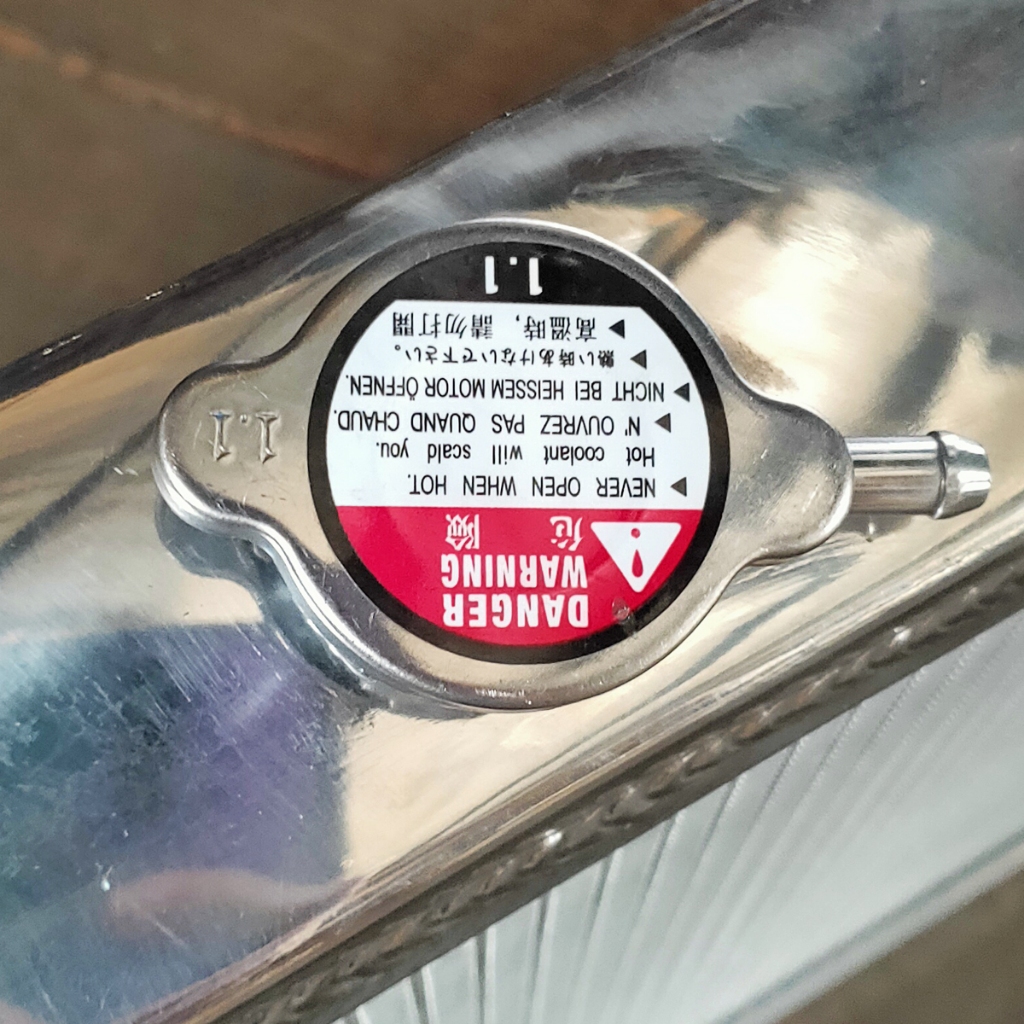 DANGER
WARNING
危 險
NEVER OPEN WHEN HOT.
Hot coolant will scald you.
N' OUVREZ PAS QUAND CHAUD.
NICHT BEI HEISSEM MOTOR ÖFFNEN.
熱い時あけないで下さい。
高溫時，請勿打開
1.1
1.1